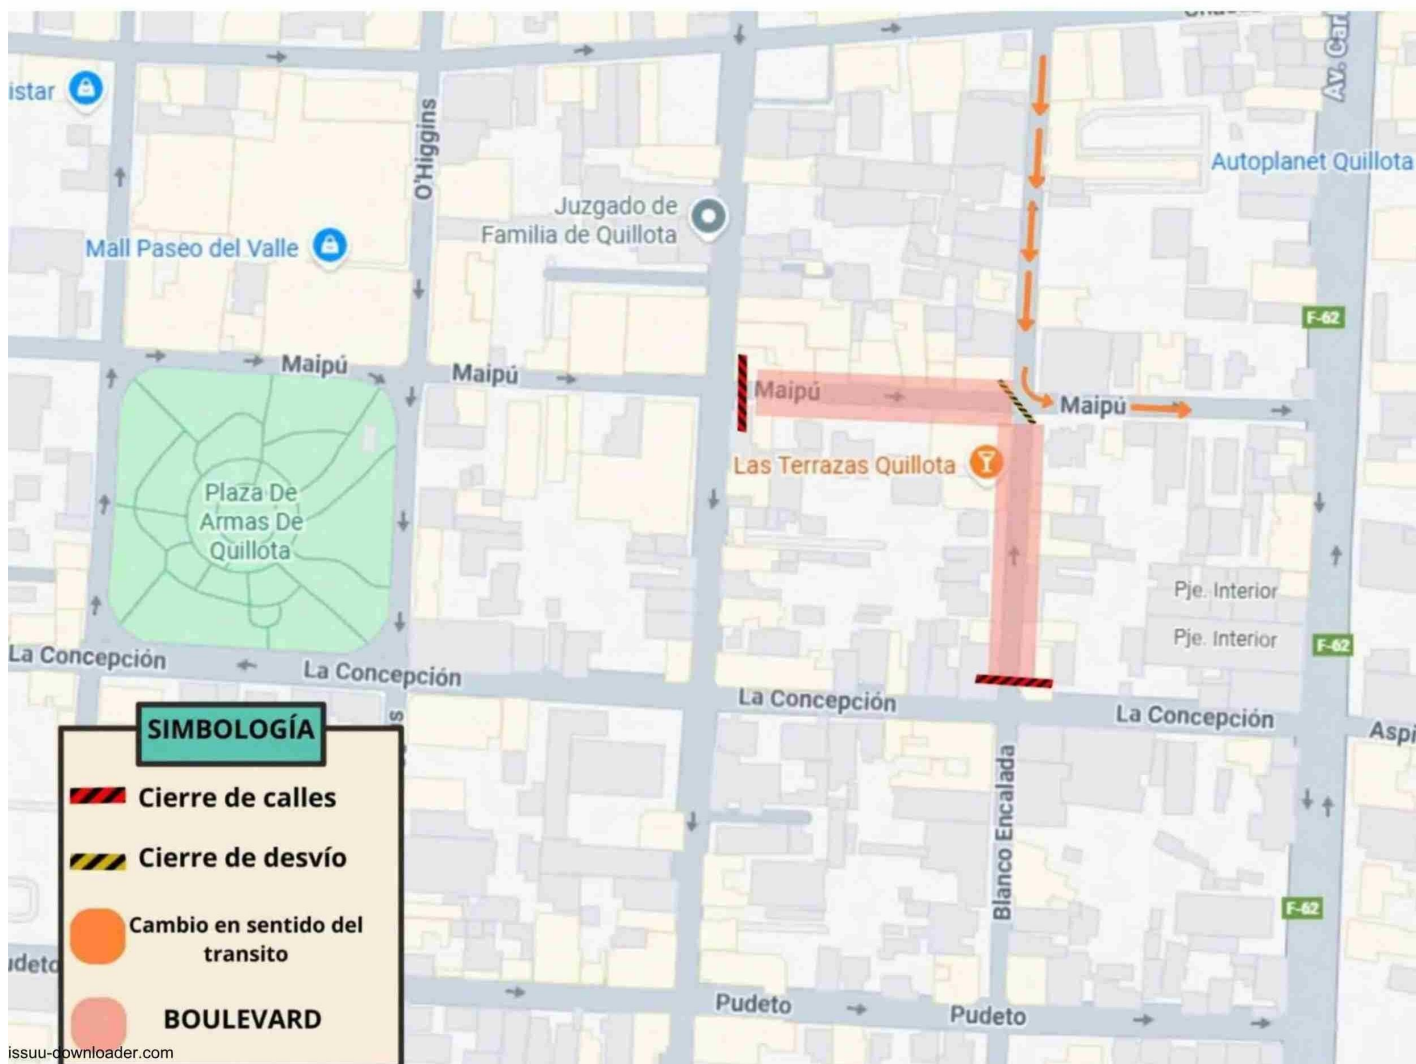 Av. Car
istar
O'Higgins
Autoplanet Quillota
Juzgado de
Familia de Quillota
Mall Paseo del Valle
F-62
Maipú
Maipú
Maipú
Maipú
Las Terrazas Quillota
Plaza De
Armas De
Quillota
Pje. Interior
Pje. Interior
F-62
La Concepción
La Concepción
La Concepción
La Concepción
Aspi
SIMBOLOGÍA
s
Cierre de calles
Cierre de desvío
Blanco Encalada
F-62
Cambio en sentido del
transito
udeto
Pudeto
Pudeto
BOULEVARD
issuu-downloader.com